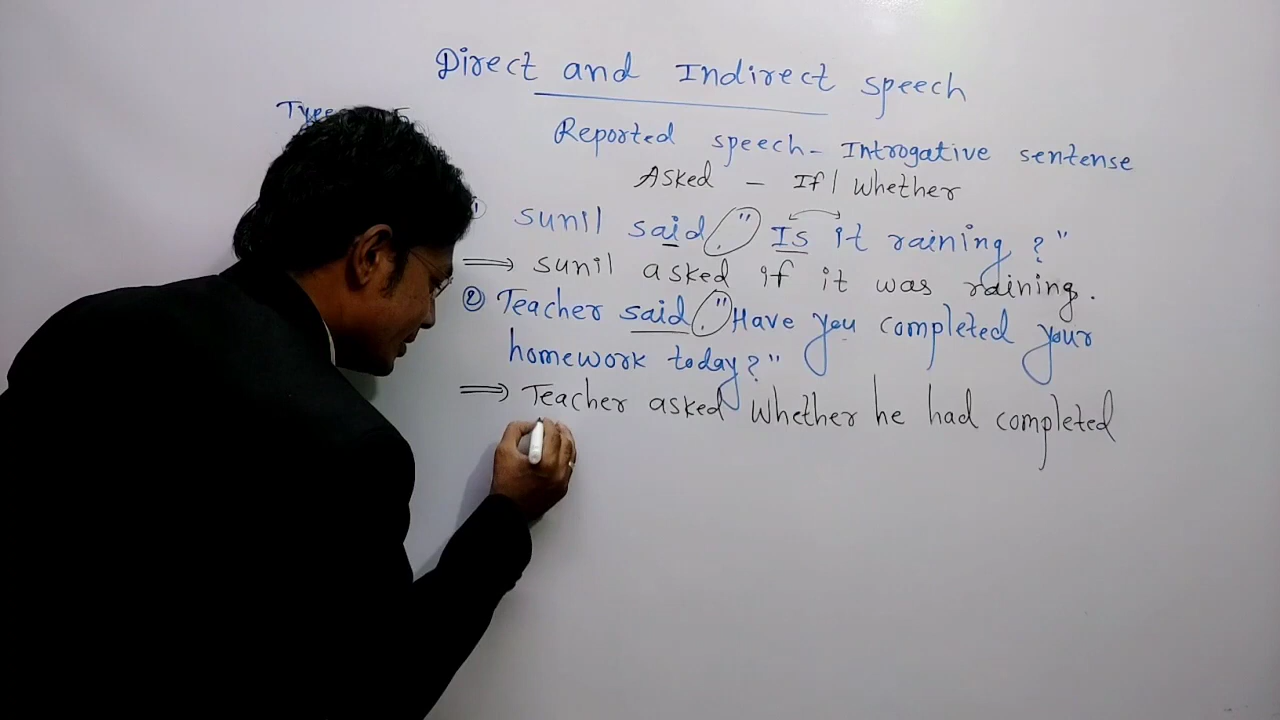 Direct and Indirect speech
Reported speech - Introgative sentense
Asked - If / Whether
① sunil said, "Is it raining ?"
⟹ sunil asked if it was raining.
② Teacher said, "Have you completed your
homework today?"
⟹ Teacher asked whether he had completed